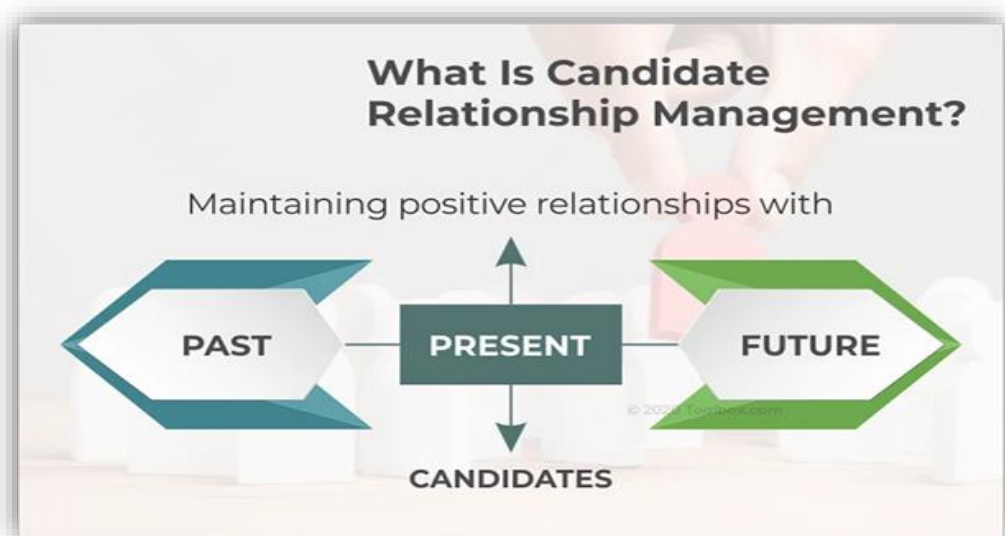 What Is Candidate
Relationship Management?
Maintaining positive relationships with
PAST
PRESENT
FUTURE
CANDIDATES